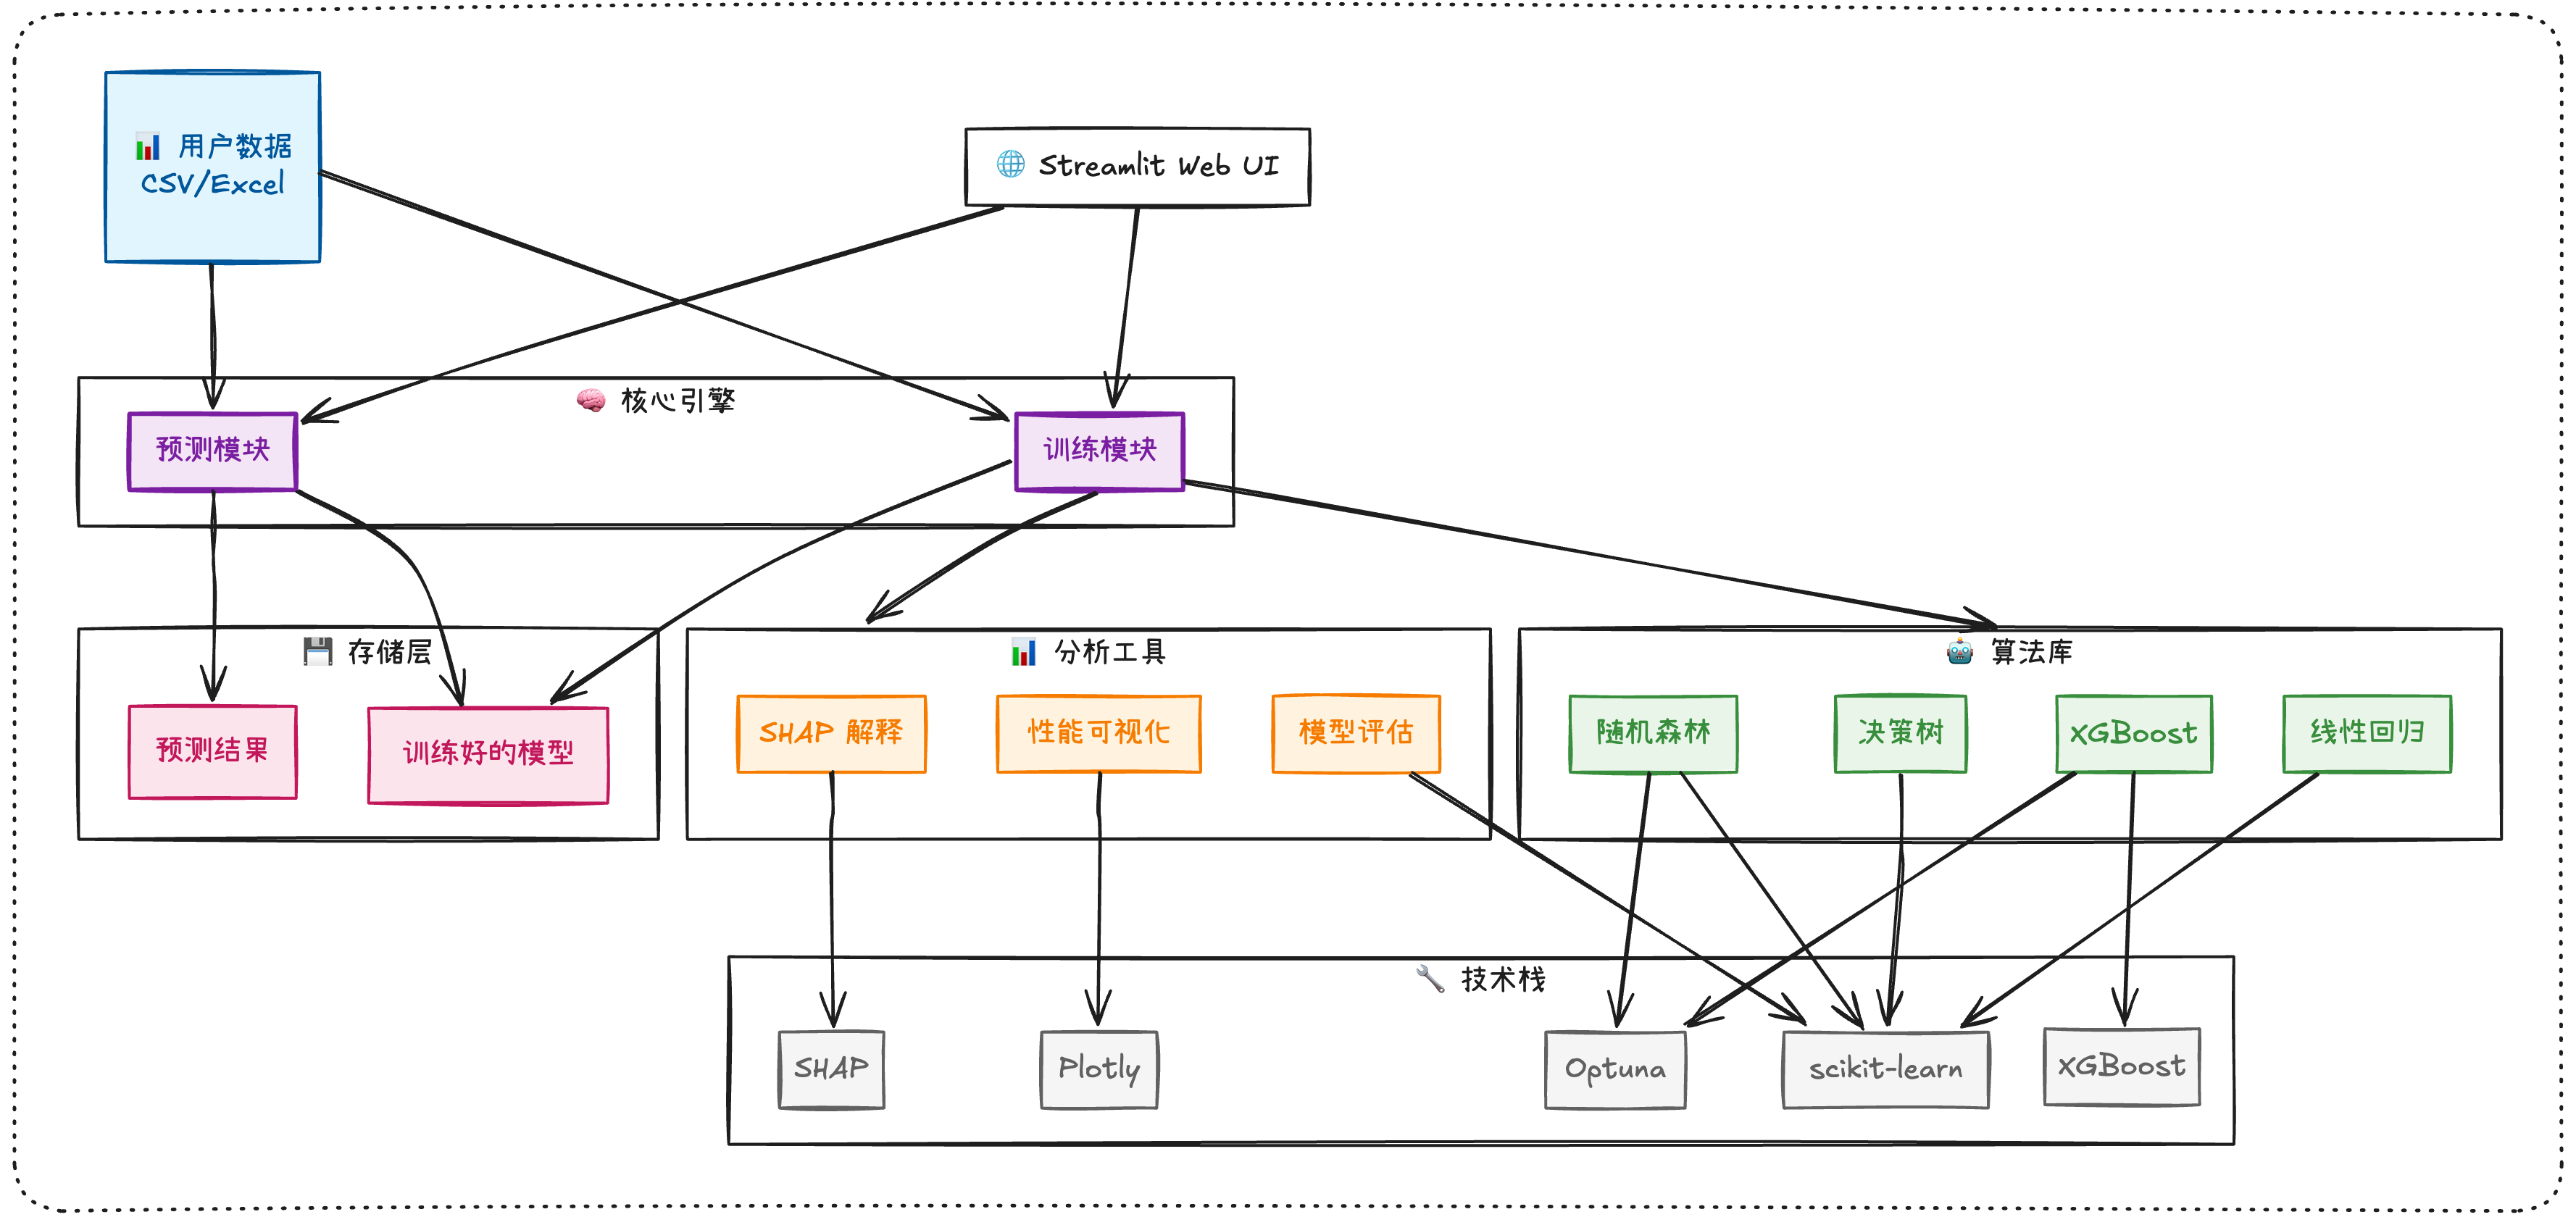 📊 用户数据
CSV/Excel
🌐 Streamlit Web UI
🧠 核心引擎
预测模块
训练模块
💾 存储层
预测结果
训练好的模型
📊 分析工具
SHAP 解释
性能可视化
模型评估
🤖 算法库
随机森林
决策树
XGBoost
线性回归
🔧 技术栈
SHAP
Plotly
Optuna
scikit-learn
XGBoost